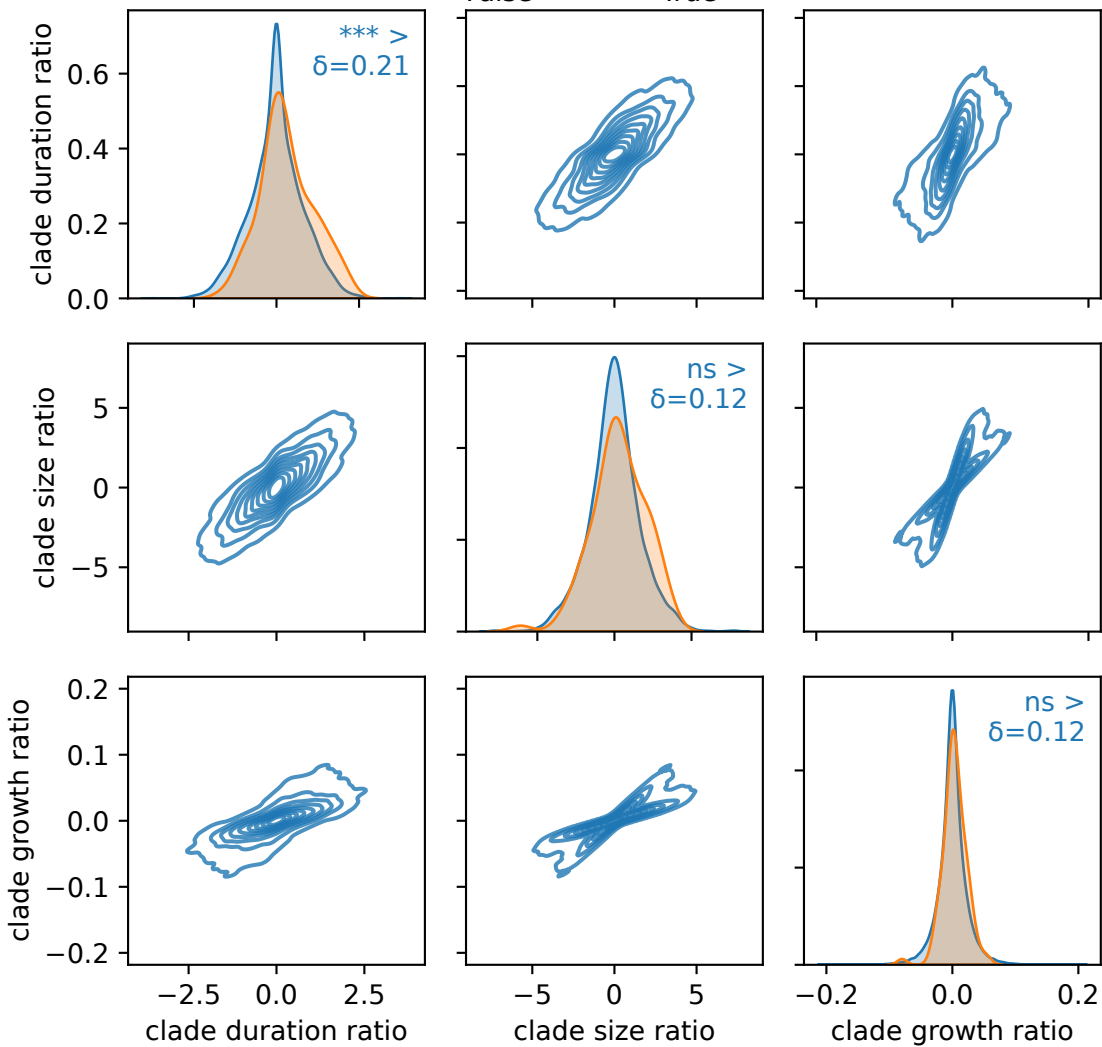 clade duration ratio
0.6
0.4
0.2
0.0
*** >
δ=0.21
clade size ratio
5
0
−5
ns >
δ=0.12
clade growth ratio
0.2
0.1
0.0
−0.1
−0.2
ns >
δ=0.12
−2.5
0.0
2.5
−5
0
5
−0.2
0.0
0.2
clade duration ratio
clade size ratio
clade growth ratio